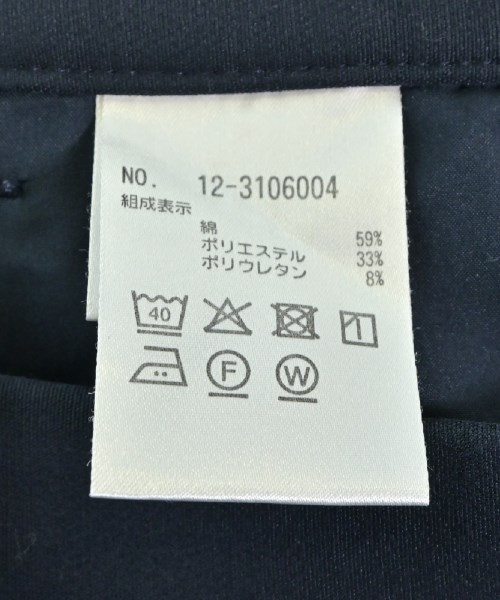 NO. 12-3106004
組成表示
綿 59%
ポリエステル 33%
ポリウレタン 8%
40
F W